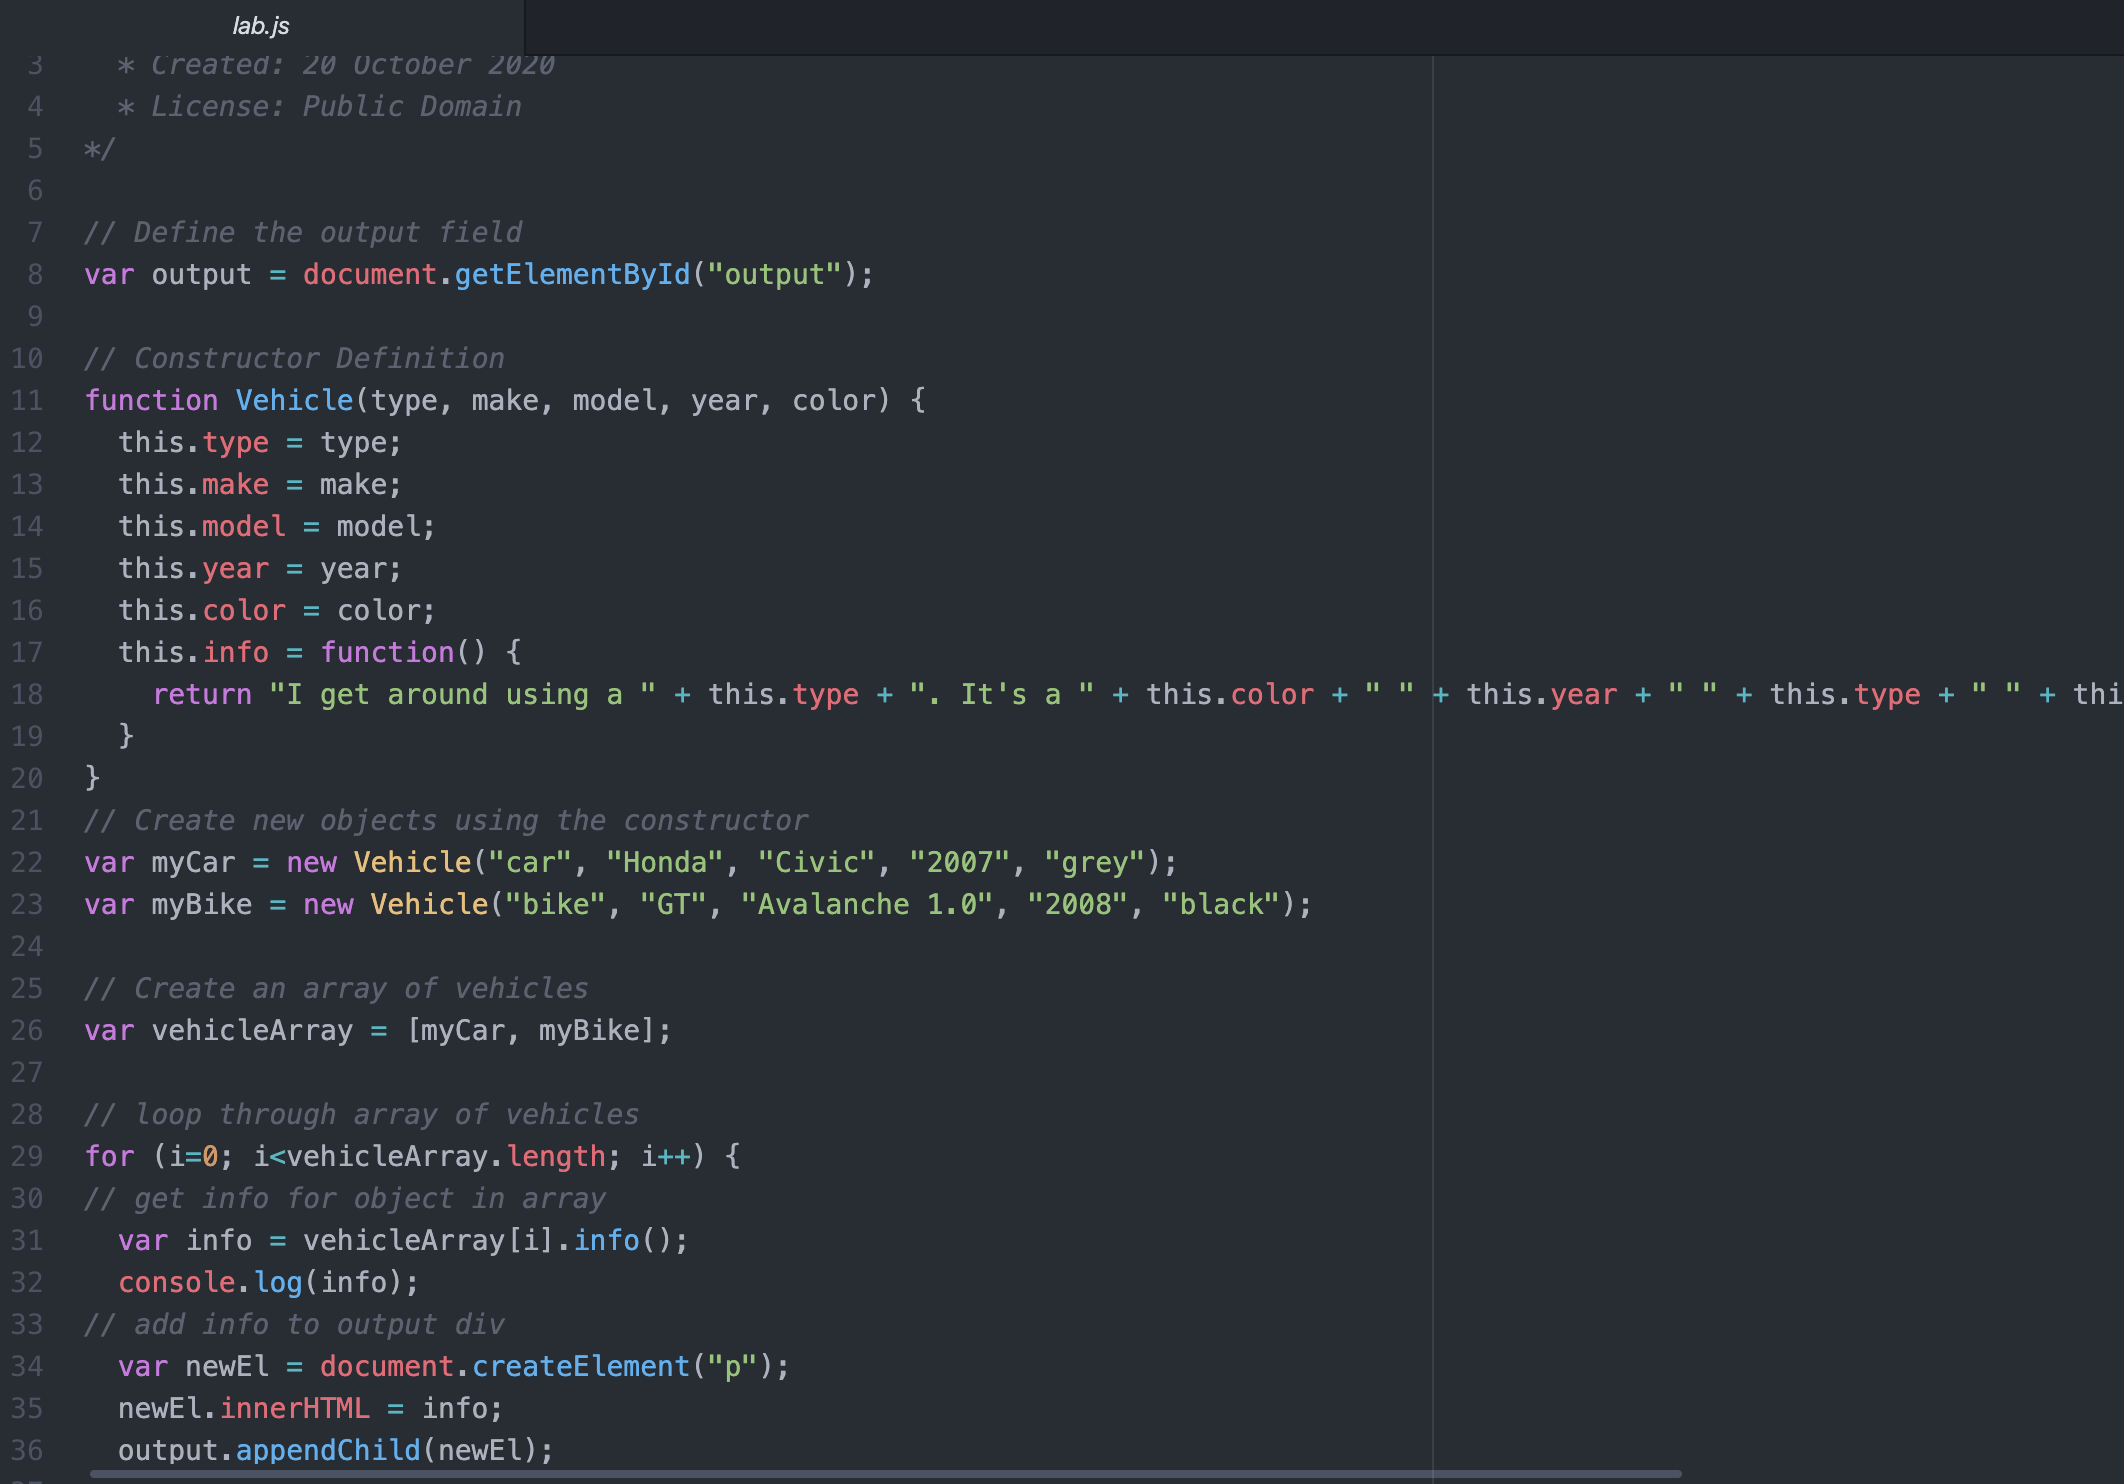 lab.js
3 * Created: 20 October 2020
4 * License: Public Domain
5 */
6
7 // Define the output field
8 var output = document.getElementById("output");
9
10 // Constructor Definition
11 function Vehicle(type, make, model, year, color) {
12   this.type = type;
13   this.make = make;
14   this.model = model;
15   this.year = year;
16   this.color = color;
17   this.info = function() {
18     return "I get around using a " + this.type + ". It's a " + this.color + " " + this.year + " " + this.type + " " + thi
19   }
20 }
21 // Create new objects using the constructor
22 var myCar = new Vehicle("car", "Honda", "Civic", "2007", "grey");
23 var myBike = new Vehicle("bike", "GT", "Avalanche 1.0", "2008", "black");
24
25 // Create an array of vehicles
26 var vehicleArray = [myCar, myBike];
27
28 // loop through array of vehicles
29 for (i=0; i<vehicleArray.length; i++) {
30 // get info for object in array
31   var info = vehicleArray[i].info();
32   console.log(info);
33 // add info to output div
34   var newEl = document.createElement("p");
35   newEl.innerHTML = info;
36   output.appendChild(newEl);